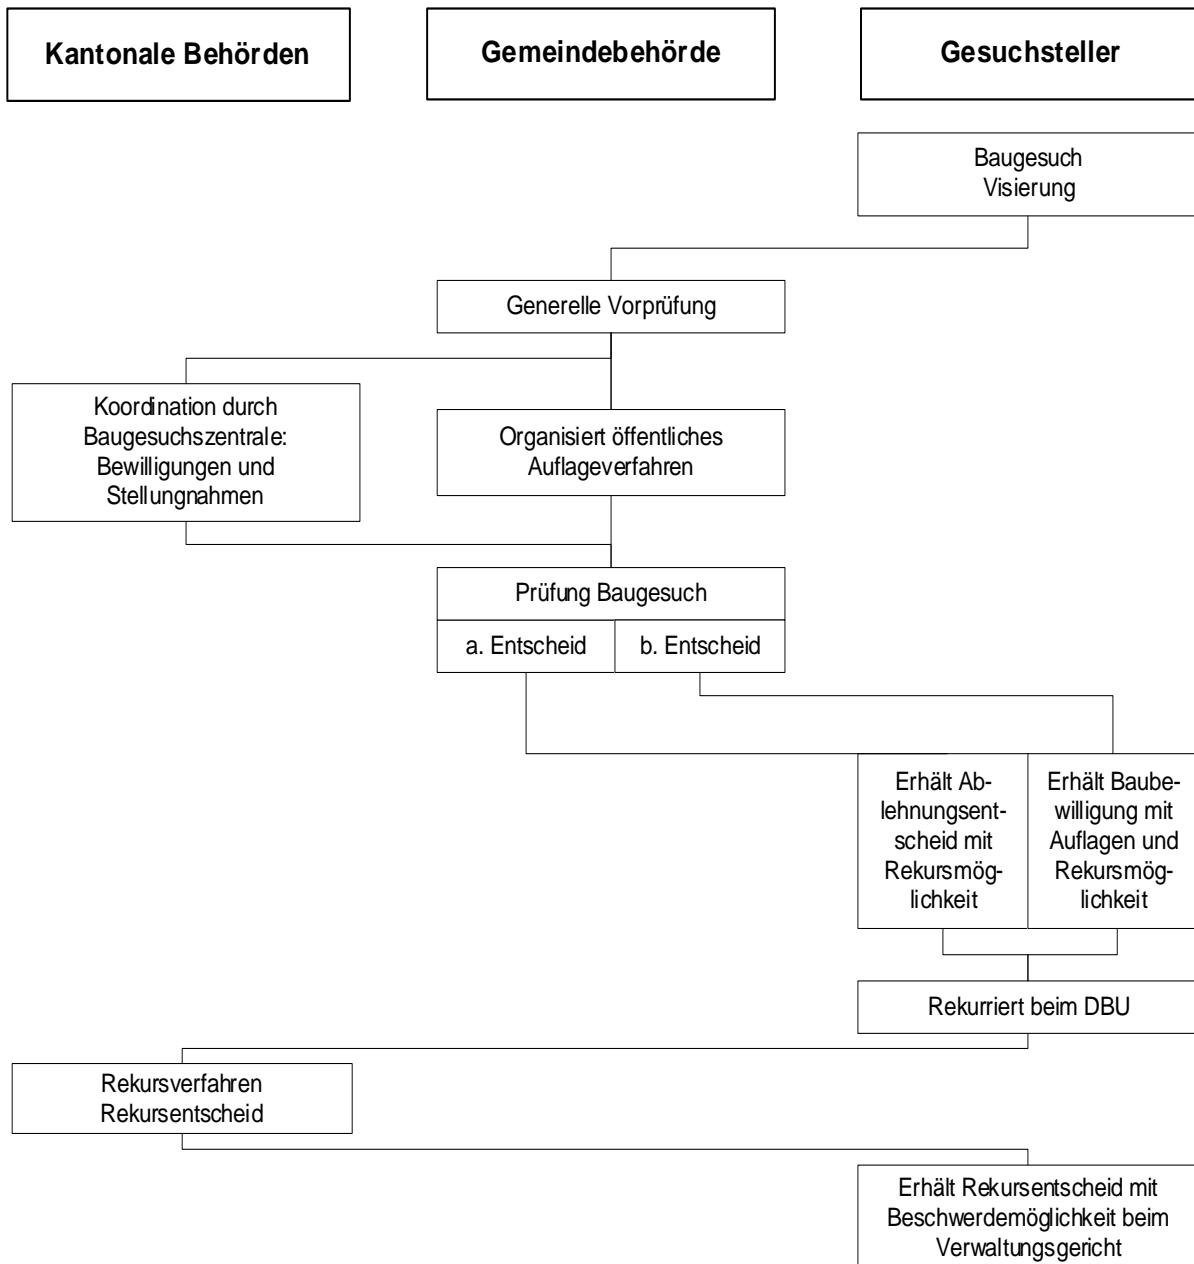 Kantonale Behörden
Gemeindebehörde
Gesuchsteller
Baugesuch
Visierung
Generelle Vorprüfung
Koordination durch
Baugesuchszentrale:
Bewilligungen und
Stellungnahmen
Organisiert öffentliches
Auflageverfahren
Prüfung Baugesuch
a. Entscheid
b. Entscheid
Erhält Ab-
lehnungsent-
scheid mit
Rekursmög-
lichkeit
Erhält Baube-
willigung mit
Auflagen und
Rekursmög-
lichkeit
Rekurriert beim DBU
Rekursverfahren
Rekursentscheid
Erhält Rekursentscheid mit
Beschwerdemöglichkeit beim
Verwaltungsgericht